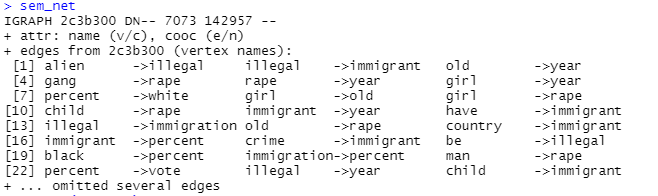 > sem_net
IGRAPH 2c3b300 DN-- 7073 142957 --
+ attr: name (v/c), cooc (e/n)
+ edges from 2c3b300 (vertex names):
[1] alien ->illegal illegal ->immigrant old ->year
[4] gang ->rape rape ->year girl ->year
[7] percent ->white girl ->old girl ->rape
[10] child ->rape immigrant ->year have ->immigrant
[13] illegal ->immigration old ->rape country ->immigrant
[16] immigrant ->percent crime ->immigrant be ->illegal
[19] black ->percent immigration->percent man ->rape
[22] percent ->vote illegal ->year child ->immigrant
+ ... omitted several edges